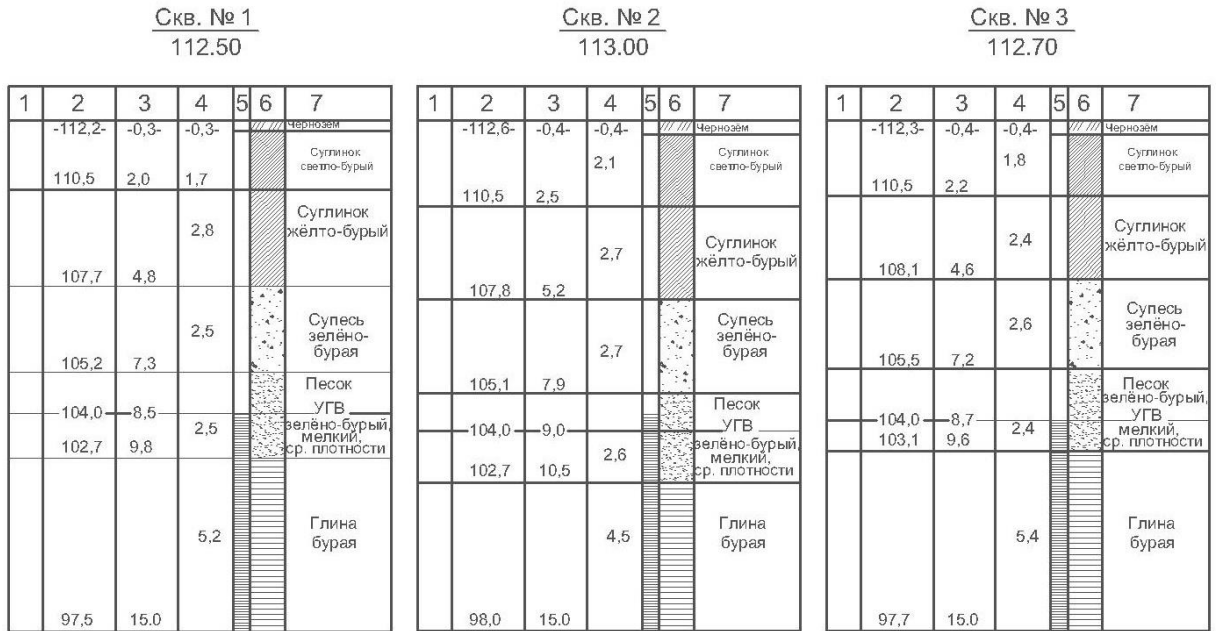 Скв. № 1
112.50
1 2 3 4 5 6 7
-112,2- -0,3- -0,3- Чернозём
Суглинок
светло-бурый
110,5 2,0 1,7
Суглинок
жёлто-бурый
2,8
107,7 4,8
Супесь
зелёно-
бурая
2,5
105,2 7,3
Песок
104,0 8,5 УГВ
зелёно-бурый,
мелкий,
ср. плотности
2,5
102,7 9,8
Глина
бурая
5,2
97,5 15.0
Скв. № 2
113.00
1 2 3 4 5 6 7
-112,6- -0,4- -0,4- Чернозём
Суглинок
светло-бурый
2,1
110,5 2,5
Суглинок
жёлто-бурый
2,7
107,8 5,2
Супесь
зелёно-
бурая
2,7
105,1 7,9
Песок
104,0 9,0 УГВ
зелёно-бурый,
мелкий,
ср. плотности
2,6
102,7 10,5
Глина
бурая
4,5
98,0 15.0
Скв. № 3
112.70
1 2 3 4 5 6 7
-112,3- -0,4- -0,4- Чернозём
Суглинок
светло-бурый
1,8
110,5 2,2
Суглинок
жёлто-бурый
2,4
108,1 4,6
Супесь
зелёно-
бурая
2,6
105,5 7,2
Песок
зелёно-бурый,
104,0 8,7 УГВ
мелкий,
ср. плотности
2,4
103,1 9,6
Глина
бурая
5,4
97,7 15.0